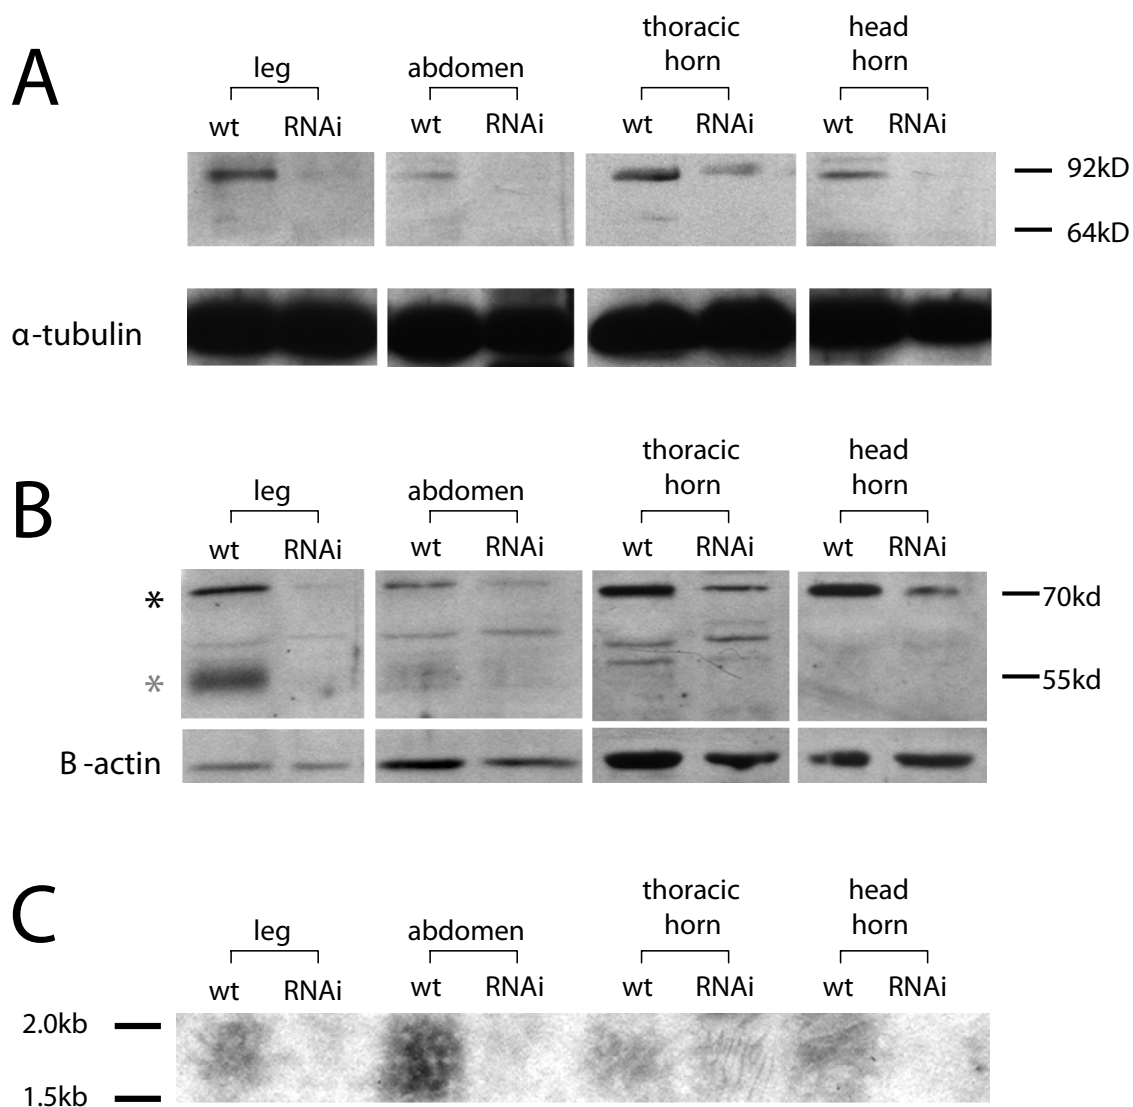 A
leg
abdomen
thoracic
horn
head
horn
wt
RNAi
wt
RNAi
wt
RNAi
wt
RNAi
92kD
64kD
α-tubulin
B
leg
abdomen
thoracic
horn
head
horn
wt
RNAi
wt
RNAi
wt
RNAi
wt
RNAi
*
70kd
*
55kd
B -actin
C
leg
abdomen
thoracic
horn
head
horn
wt
RNAi
wt
RNAi
wt
RNAi
wt
RNAi
2.0kb
1.5kb